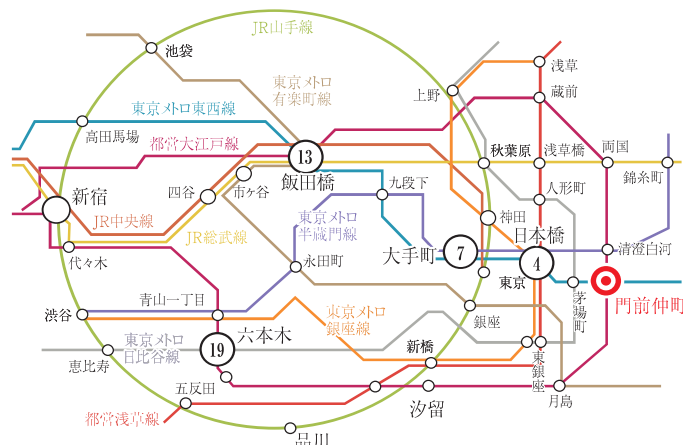 JR山手線
池袋
東京メトロ
有楽町線
浅草
上野
蔵前
東京メトロ東西線
高田馬場
都営大江戸線
13
飯田橋
秋葉原
浅草橋
両国
錦糸町
新宿
四谷
市ヶ谷
九段下
人形町
JR中央線
JR総武線
東京メトロ
半蔵門線
神田
日本橋
代々木
大手町
7
4
清澄白河
永田町
東京
門前仲町
茅場町
青山一丁目
渋谷
東京メトロ
銀座線
銀座
六本木
19
東京メトロ
日比谷線
恵比寿
新橋
東銀座
五反田
汐留
月島
都営浅草線
品川